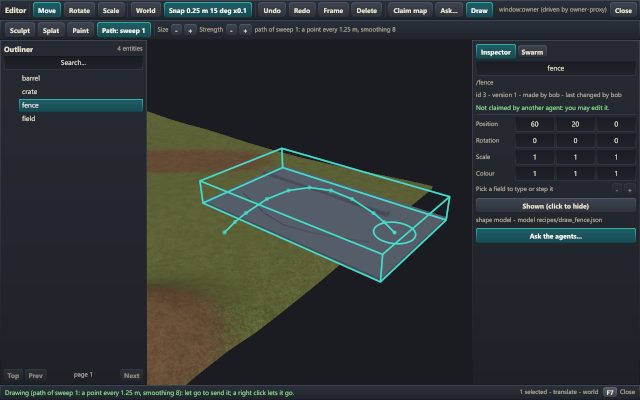 Editor Move Rotate Scale World Snap 0.25 m 15 deg x0.1 Undo Redo Frame Delete Claim map Ask... Draw window:owner (driven by owner-proxy) Close
Sculpt Splat Paint Path: sweep 1 Size - + Strength - + path of sweep 1: a point every 1.25 m, smoothing 8
Outliner 4 entities
Search...
barrel
crate
fence
field
Top Prev page 1 Next
Inspector Swarm
fence
/fence
id 3 - version 1 - made by bob - last changed by bob
Not claimed by another agent: you may edit it.
Position 60 20 0
Rotation 0 0 0
Scale 1 1 1
Colour 1 1 1
Pick a field to type or step it - +
Shown (click to hide)
shape model - model recipes/draw_fence.json
Ask the agents...
Drawing (path of sweep 1: a point every 1.25 m, smoothing 8): let go to send it; a right click lets it go. 1 selected - translate - world F7 Close